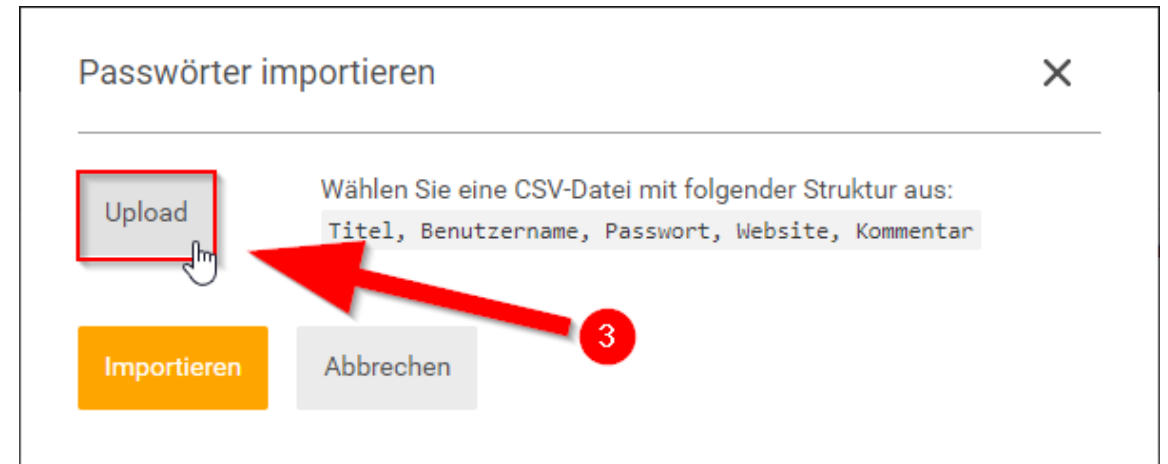 Passwörter importieren
Upload
Wählen Sie eine CSV-Datei mit folgender Struktur aus:
Titel, Benutzername, Passwort, Website, Kommentar
3
Importieren
Abbrechen